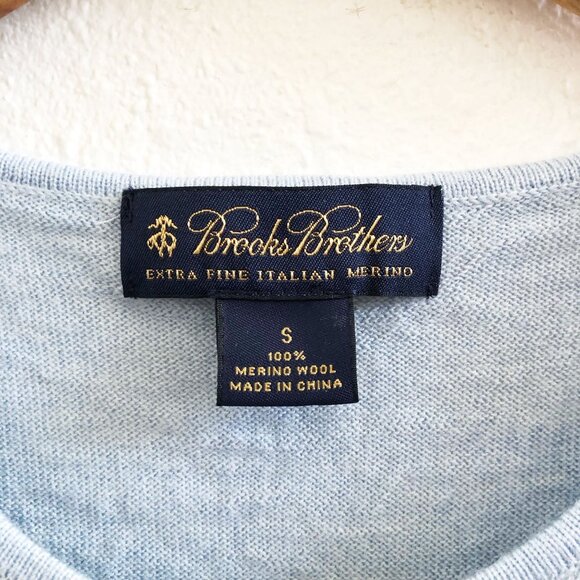 Brooks Brothers
EXTRA FINE ITALIAN MERINO
S
100%
MERINO WOOL
MADE IN CHINA